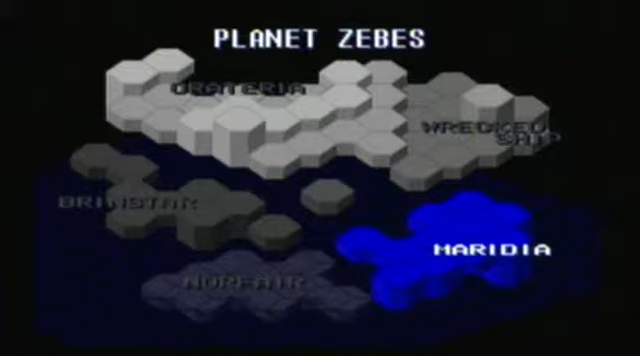 PLANET ZEBES
CRATERIA
WRECKED
SHIP
BRINSTAR
MARIDIA
NORFAIR